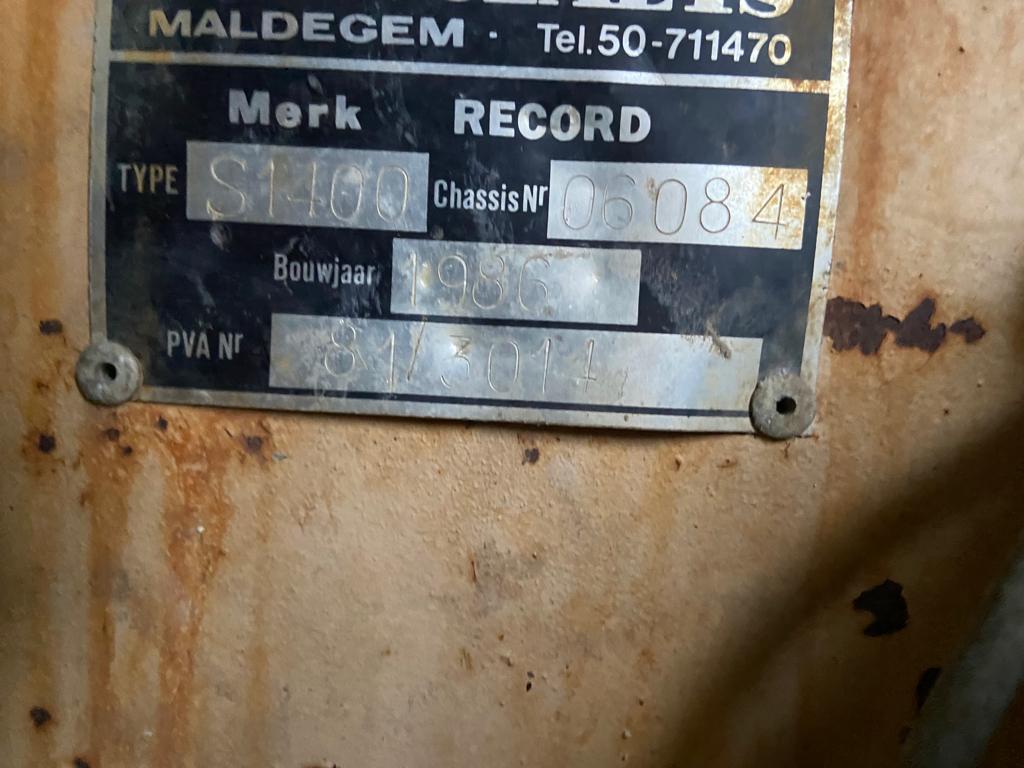 MALDEGEM · Tel. 50-711470
Merk RECORD
TYPE S1400 Chassis Nr 06084
Bouwjaar 1986
PVA Nr 81/3011